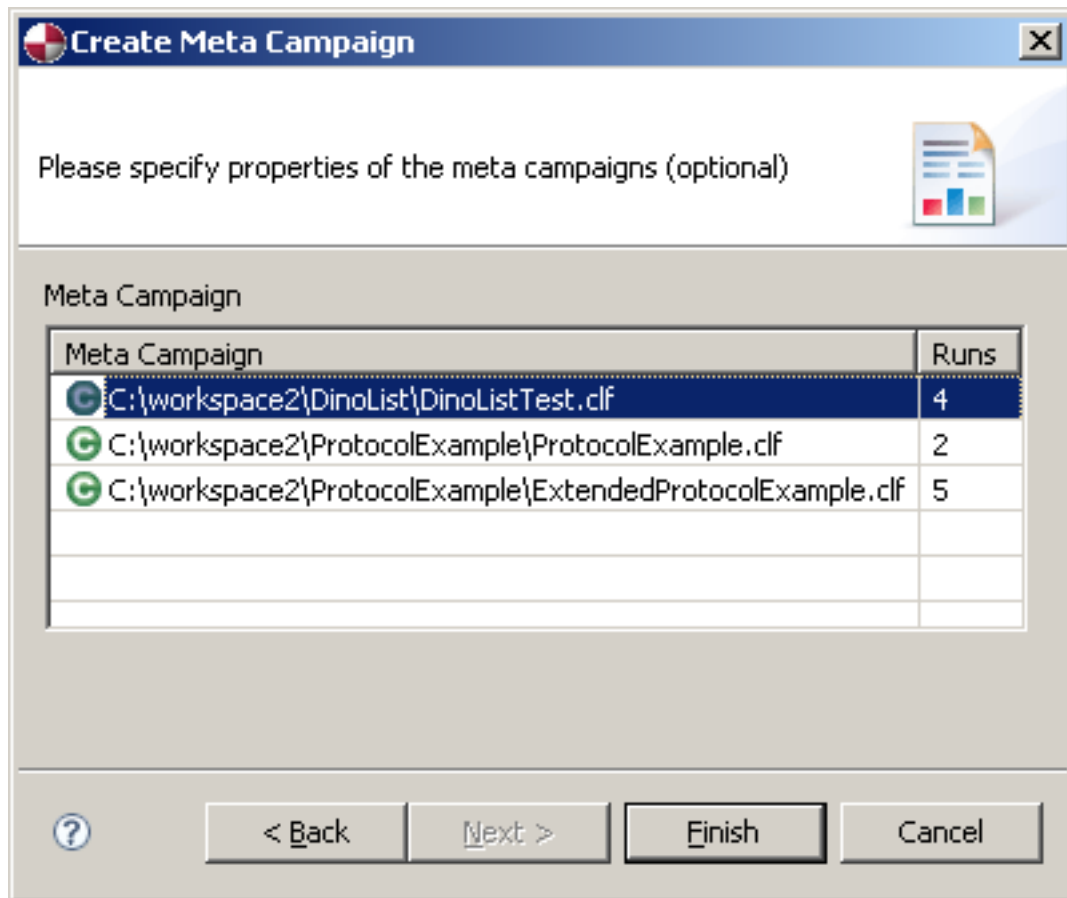 Create Meta Campaign
Please specify properties of the meta campaigns (optional)
Meta Campaign
Meta Campaign Runs
C:\workspace2\DinoList\DinoListTest.clf 4
C:\workspace2\ProtocolExample\ProtocolExample.clf 2
C:\workspace2\ProtocolExample\ExtendedProtocolExample.clf 5
? < Back Next > Finish Cancel